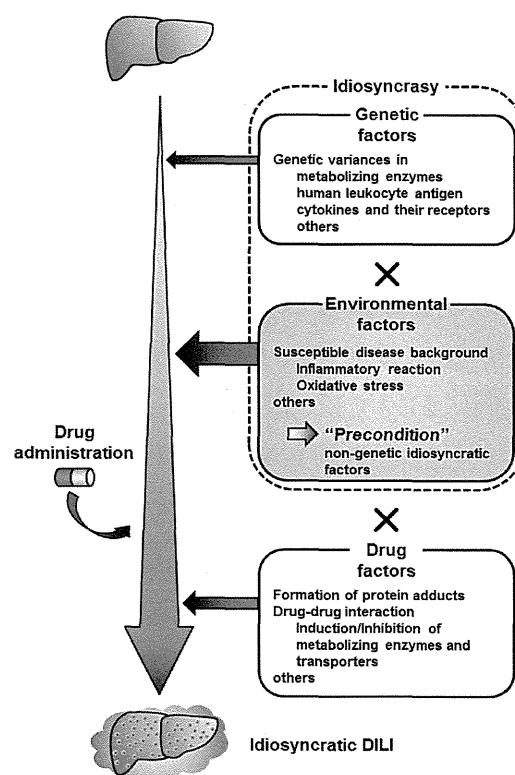 Idiosyncrasy
Genetic
factors
Genetic variances in
metabolizing enzymes
human leukocyte antigen
cytokines and their receptors
others
×
Environmental
factors
Susceptible disease background
Inflammatory reaction
Oxidative stress
others
“Precondition”
non-genetic idiosyncratic
factors
Drug
administration
×
Drug
factors
Formation of protein adducts
Drug-drug interaction
Induction/Inhibition of
metabolizing enzymes and
transporters
others
Idiosyncratic DILI